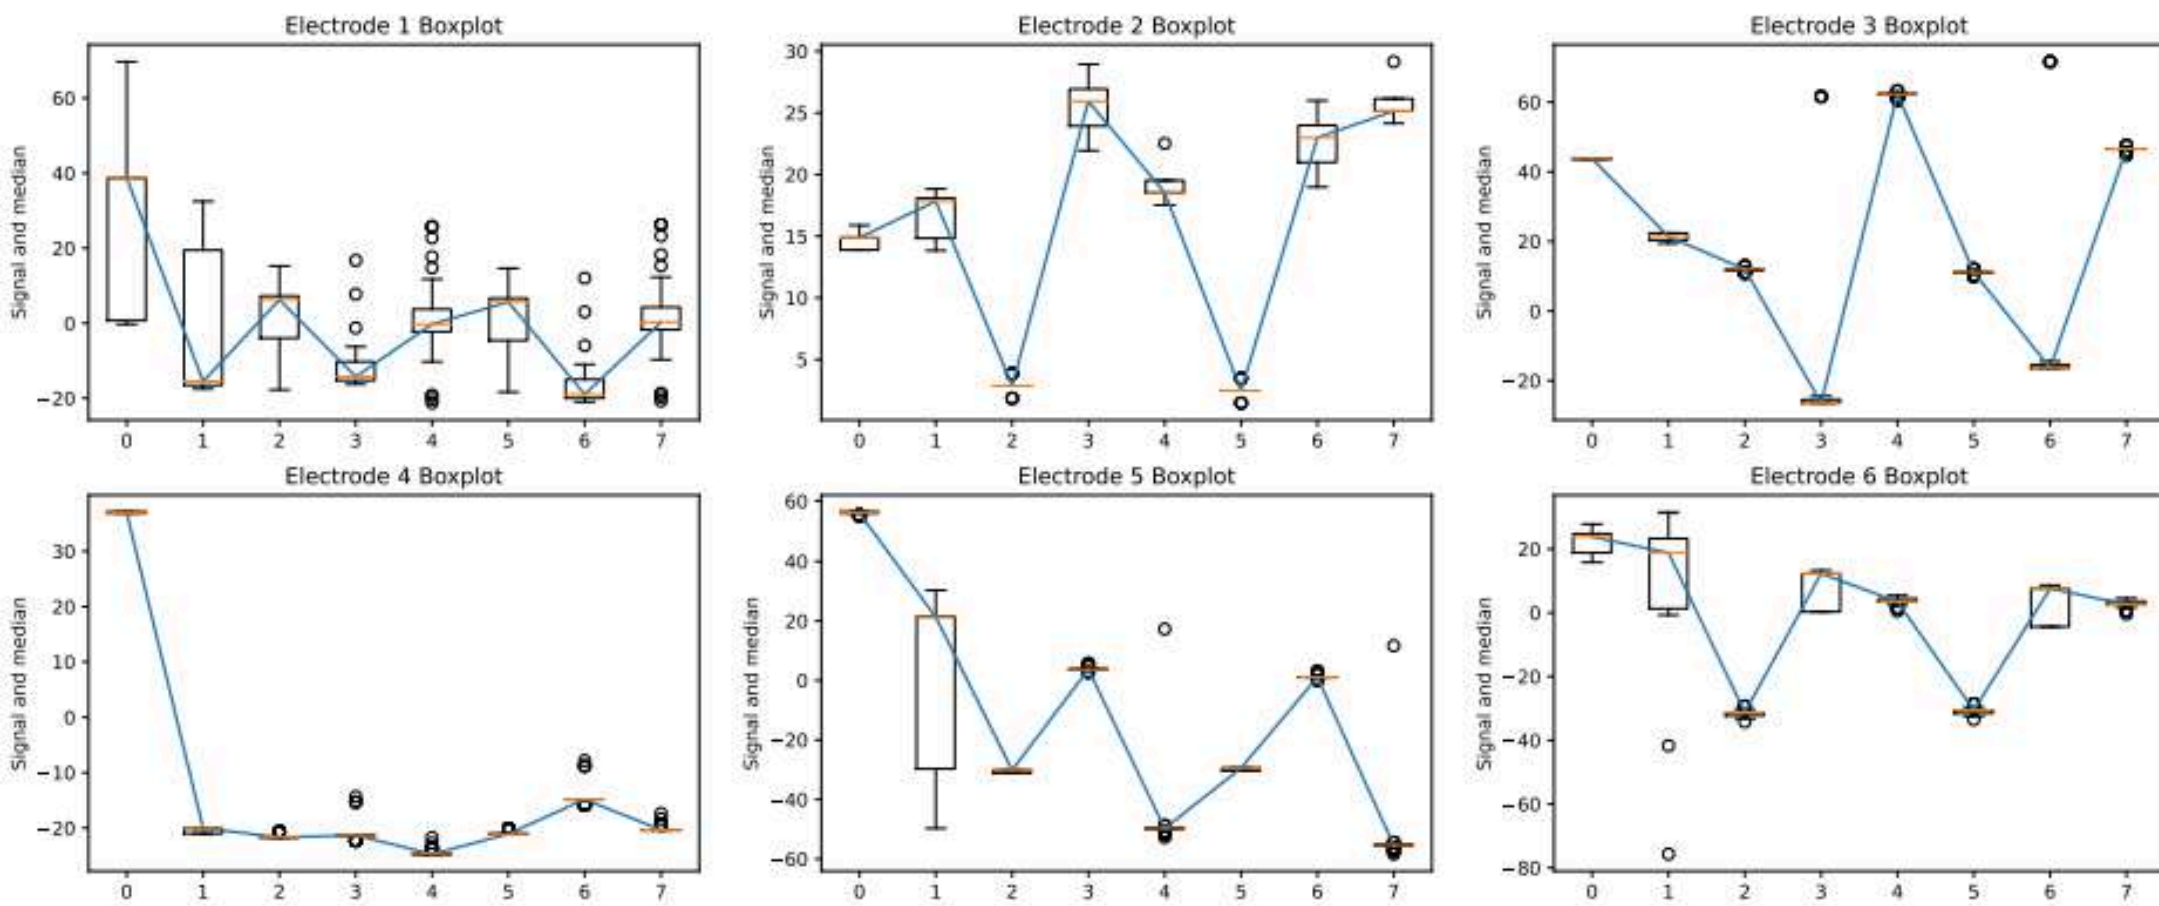 Electrode 1 Boxplot
Signal and median
60
40
20
0
−20
0 1 2 3 4 5 6 7
Electrode 2 Boxplot
Signal and median
30
25
20
15
10
5
0 1 2 3 4 5 6 7
Electrode 3 Boxplot
Signal and median
60
40
20
0
−20
0 1 2 3 4 5 6 7
Electrode 4 Boxplot
Signal and median
30
20
10
0
−10
−20
0 1 2 3 4 5 6 7
Electrode 5 Boxplot
Signal and median
60
40
20
0
−20
−40
−60
0 1 2 3 4 5 6 7
Electrode 6 Boxplot
Signal and median
20
0
−20
−40
−60
−80
0 1 2 3 4 5 6 7